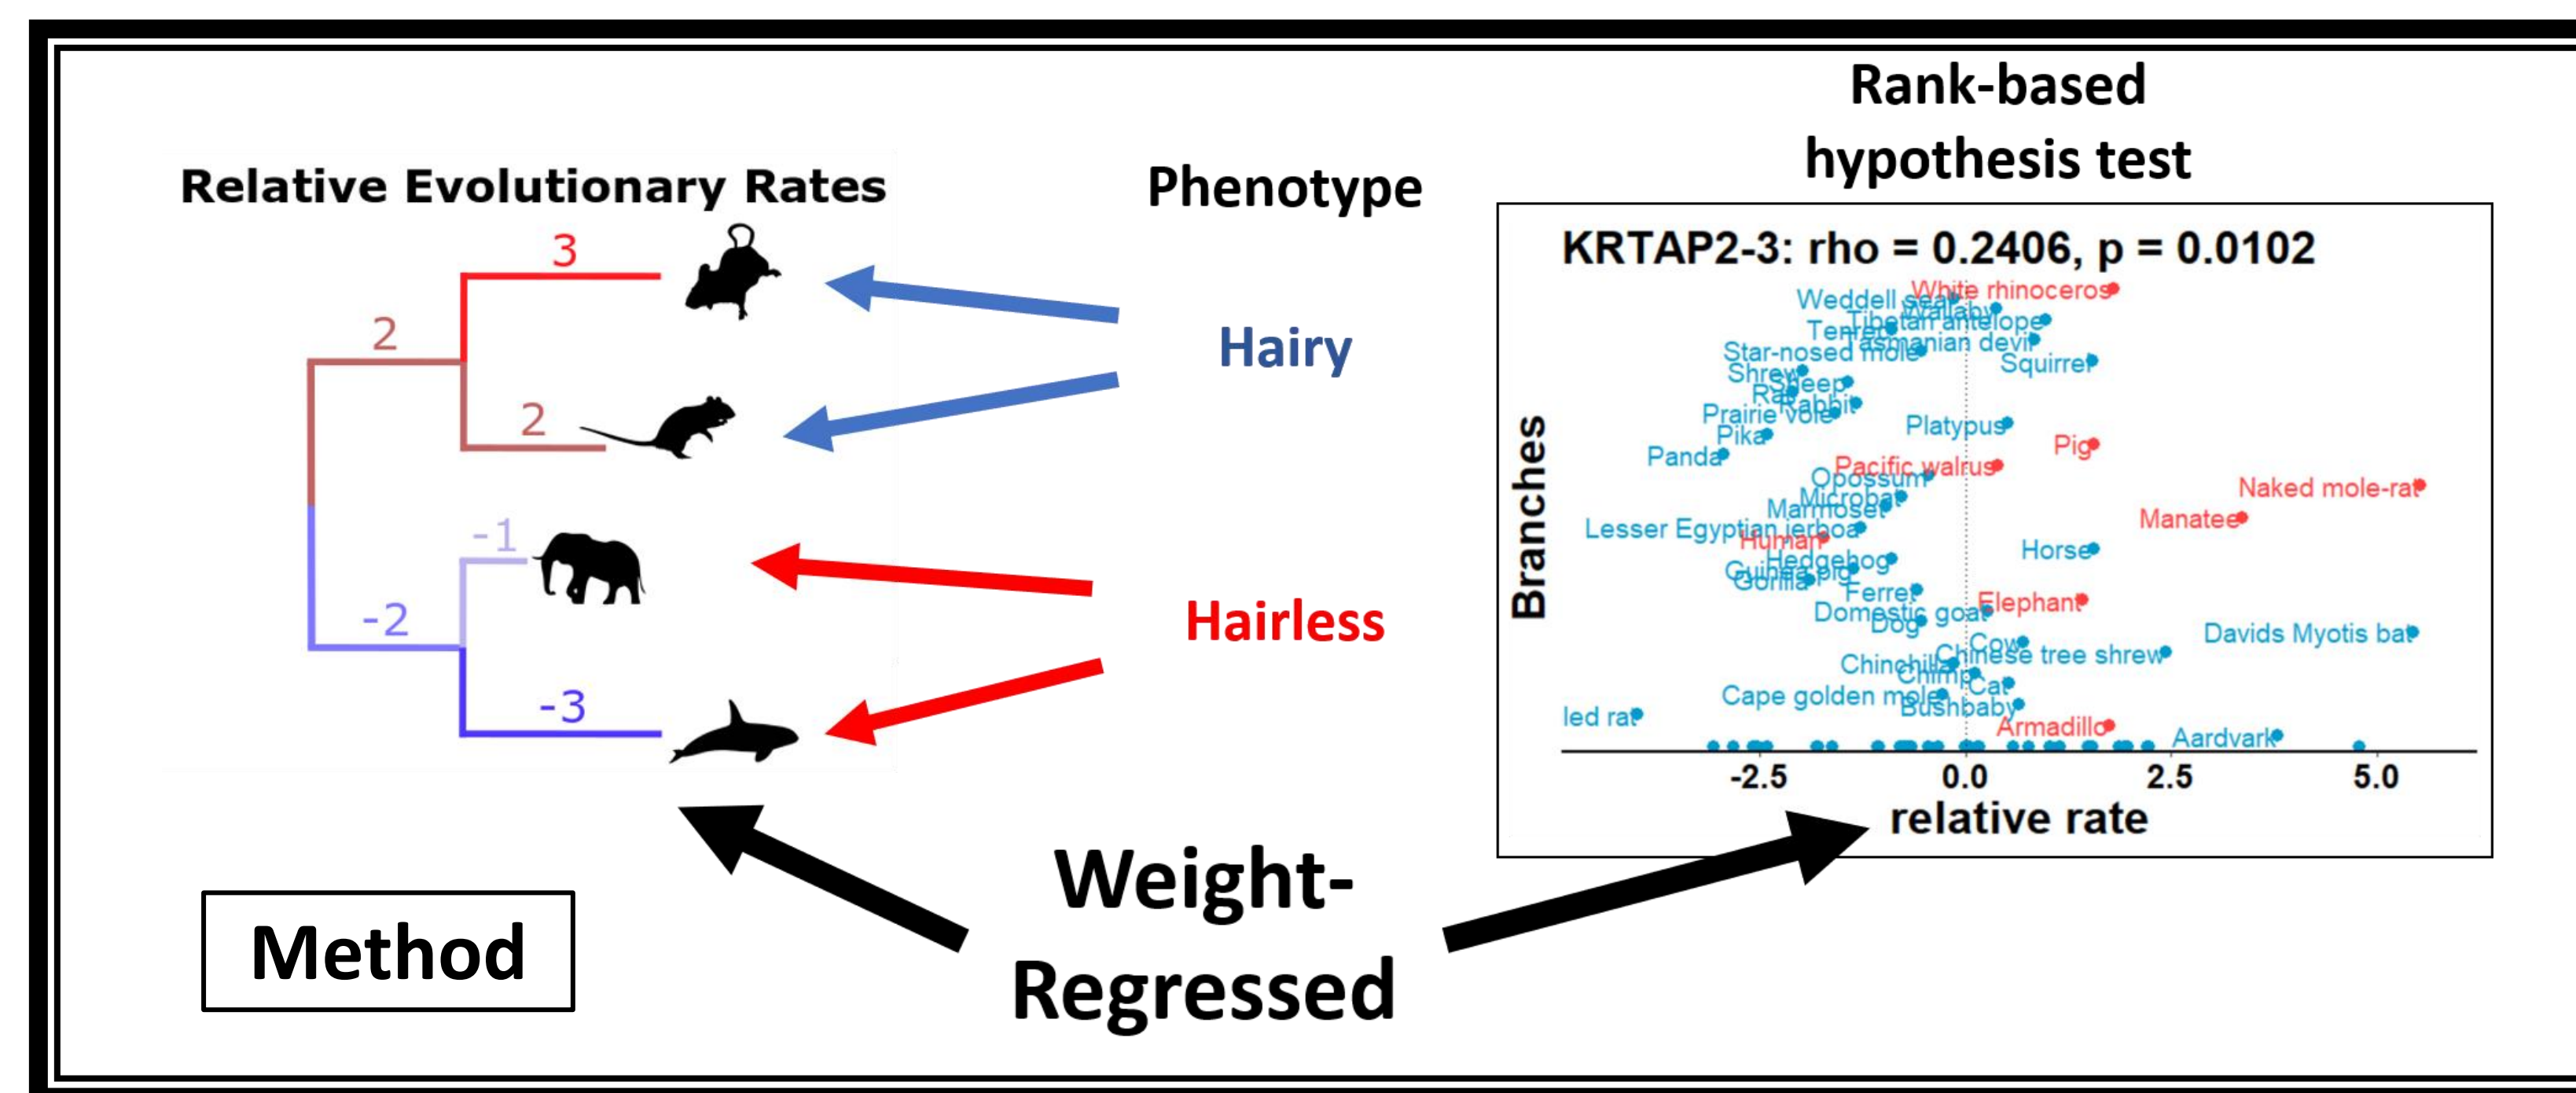 Relative Evolutionary Rates
3
2
2
-1
-2
-3
Phenotype
Hairy
Hairless
Method
Weight-
Regressed
Rank-based
hypothesis test
KRTAP2-3: rho = 0.2406, p = 0.0102
White rhinoceros
Weddell seal
Wallaby
Tibetan antelope
Tenrec
Tasmanian devil
Star-nosed mole
Squirrel
Shrew
Sheep
Rat
Rabbit
Prairie vole
Platypus
Pika
Pig
Panda
Pacific walrus
Opossum
Naked mole-rat
Microbat
Marmoset
Manatee
Lesser Egyptian jerboa
Human
Horse
Hedgehog
Guinea pig
Gorilla
Ferret
Elephant
Domestic goat
Dog
Davids Myotis bat
Cow
Chinese tree shrew
Chinchilla
Chimp
Cat
Cape golden mole
Bushbaby
led rat
Armadillo
Aardvark
Branches
-2.5 0.0 2.5 5.0
relative rate